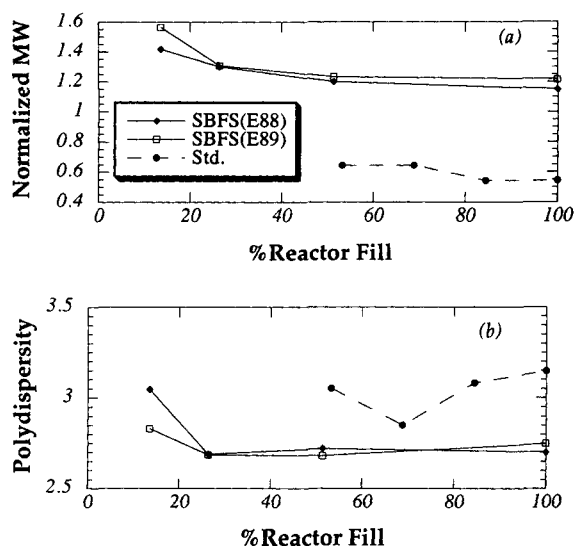 1.6
(a)
1.4
1.2
1
0.8
0.6
0.4
Normalized MW
SBFS(E88)
SBFS(E89)
Std.
0 20 40 60 80 100
%Reactor Fill
3.5
(b)
3
2.5
Polydispersity
0 20 40 60 80 100
%Reactor Fill